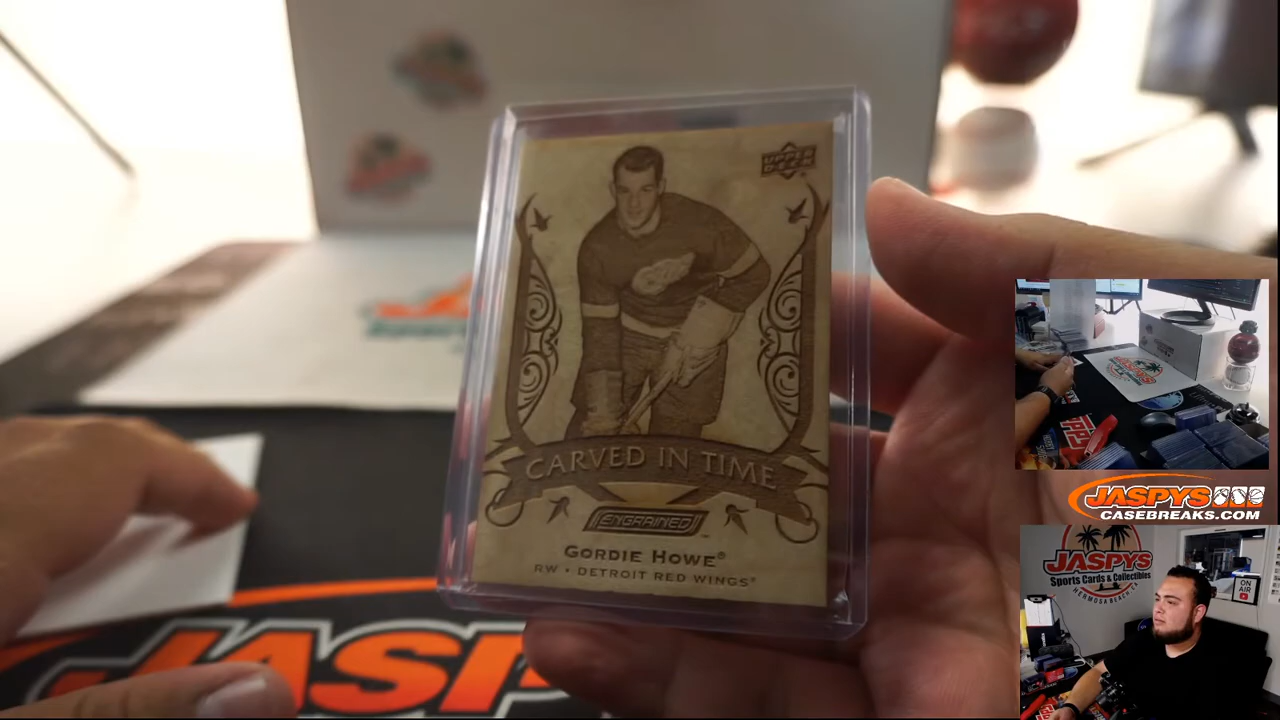 UPPER DECK
CARVED IN TIME
ENGRAINED
GORDIE HOWE®
RW • DETROIT RED WINGS®
JASPYS
CASEBREAKS.COM
JASPYS
Sports Cards & Collectibles
HERMOSA BEACH, CA
ON AIR
JASP